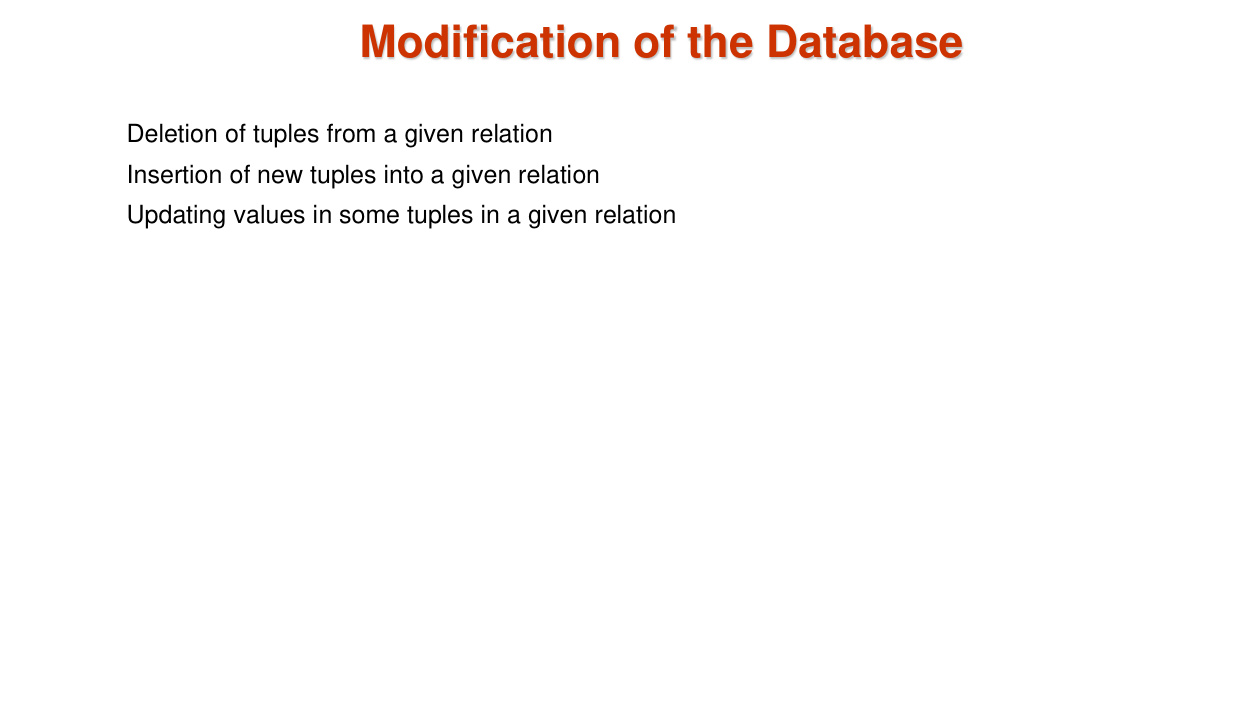 Modification of the Database
Deletion of tuples from a given relation
Insertion of new tuples into a given relation
Updating values in some tuples in a given relation